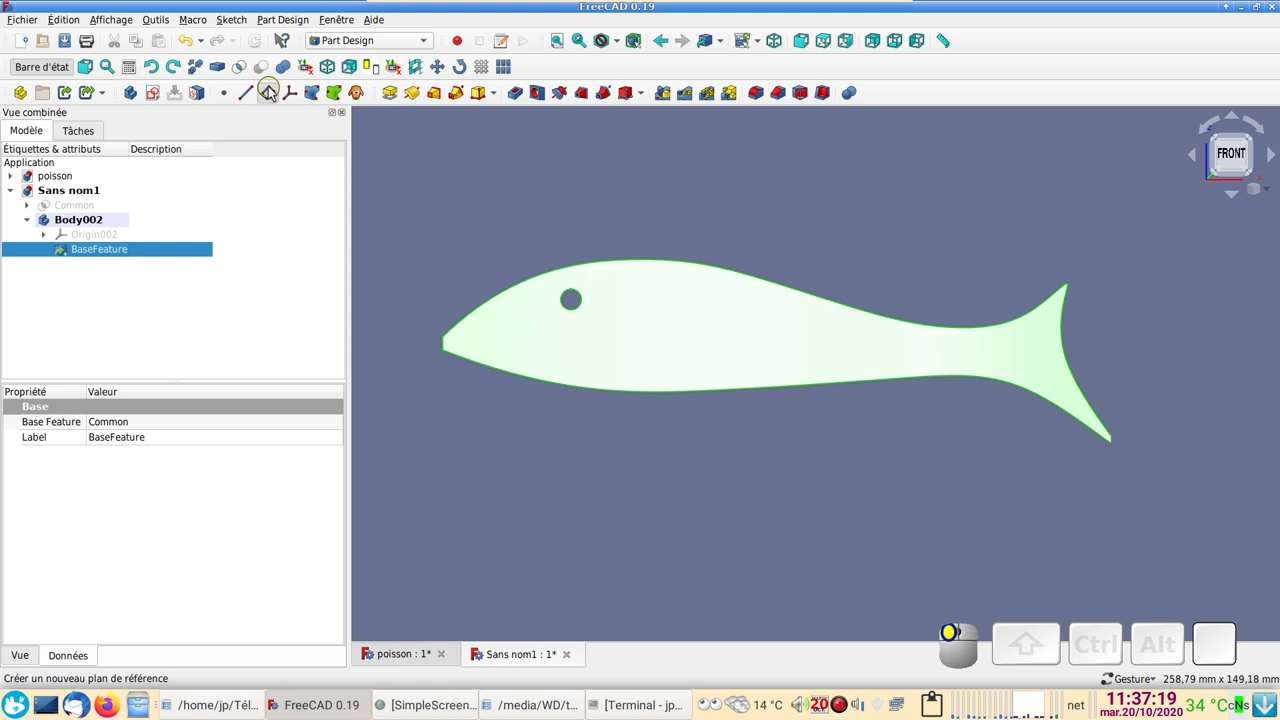 FreeCAD 0.19
Fichier Édition Affichage Outils Macro Sketch Part Design Fenêtre Aide
Part Design
Barre d'état
Vue combinée
Modèle Tâches
Étiquettes & attributs Description
Application
poisson
Sans nom1
Common
Body002
Origin002
BaseFeature
FRONT
Propriété Valeur
Base
Base Feature Common
Label BaseFeature
Ctrl Alt
Vue Données
poisson : 1* Sans nom1 : 1*
Créer un nouveau plan de référence
Gesture 258,79 mm x 149,18 mm
/home/jp/Tél... FreeCAD 0.19 [SimpleScreen... /media/WD/t... [Terminal - jp... 20 14 °C net 11:37:19 34 °C
mar.20/10/2020